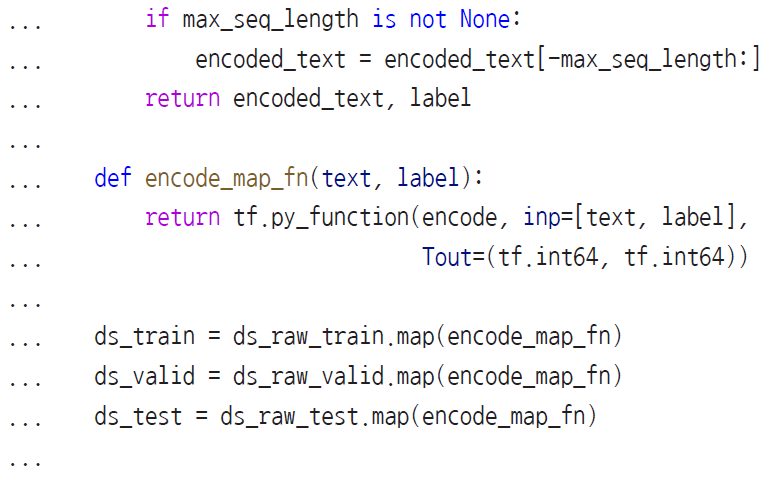 ...         if max_seq_length is not None:
...             encoded_text = encoded_text[-max_seq_length:]
...         return encoded_text, label
...
...     def encode_map_fn(text, label):
...         return tf.py_function(encode, inp=[text, label],
...                               Tout=(tf.int64, tf.int64))
...
...     ds_train = ds_raw_train.map(encode_map_fn)
...     ds_valid = ds_raw_valid.map(encode_map_fn)
...     ds_test = ds_raw_test.map(encode_map_fn)
...